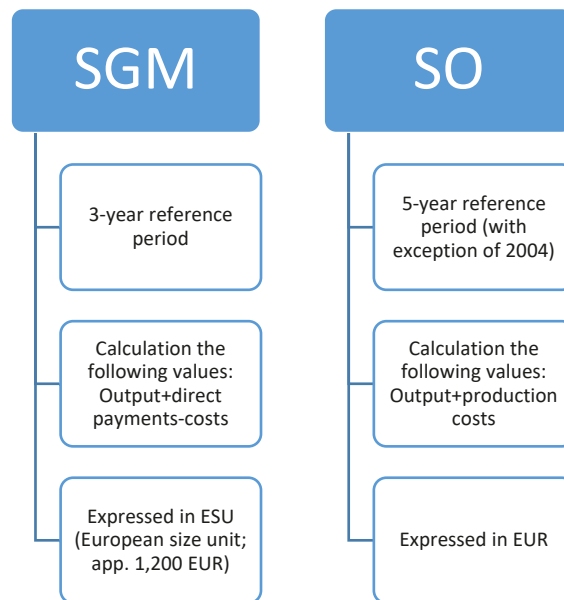 SGM
3-year reference
period
Calculation the
following values:
Output+direct
payments-costs
Expressed in ESU
(European size unit;
app. 1,200 EUR)
SO
5-year reference
period (with
exception of 2004)
Calculation the
following values:
Output+production
costs
Expressed in EUR